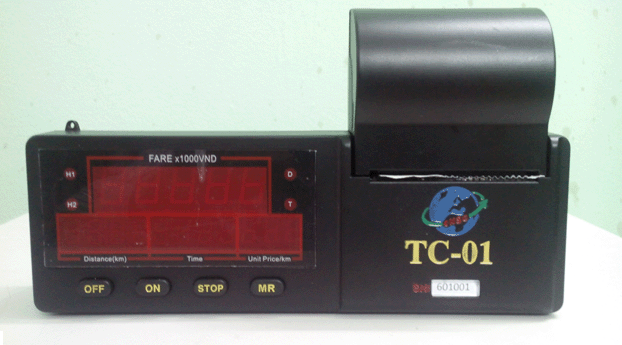 FARE x1000VND
H1
D
H2
T
Distance(km) Time Unit Price/km
OFF ON STOP MR
TC-01
601001